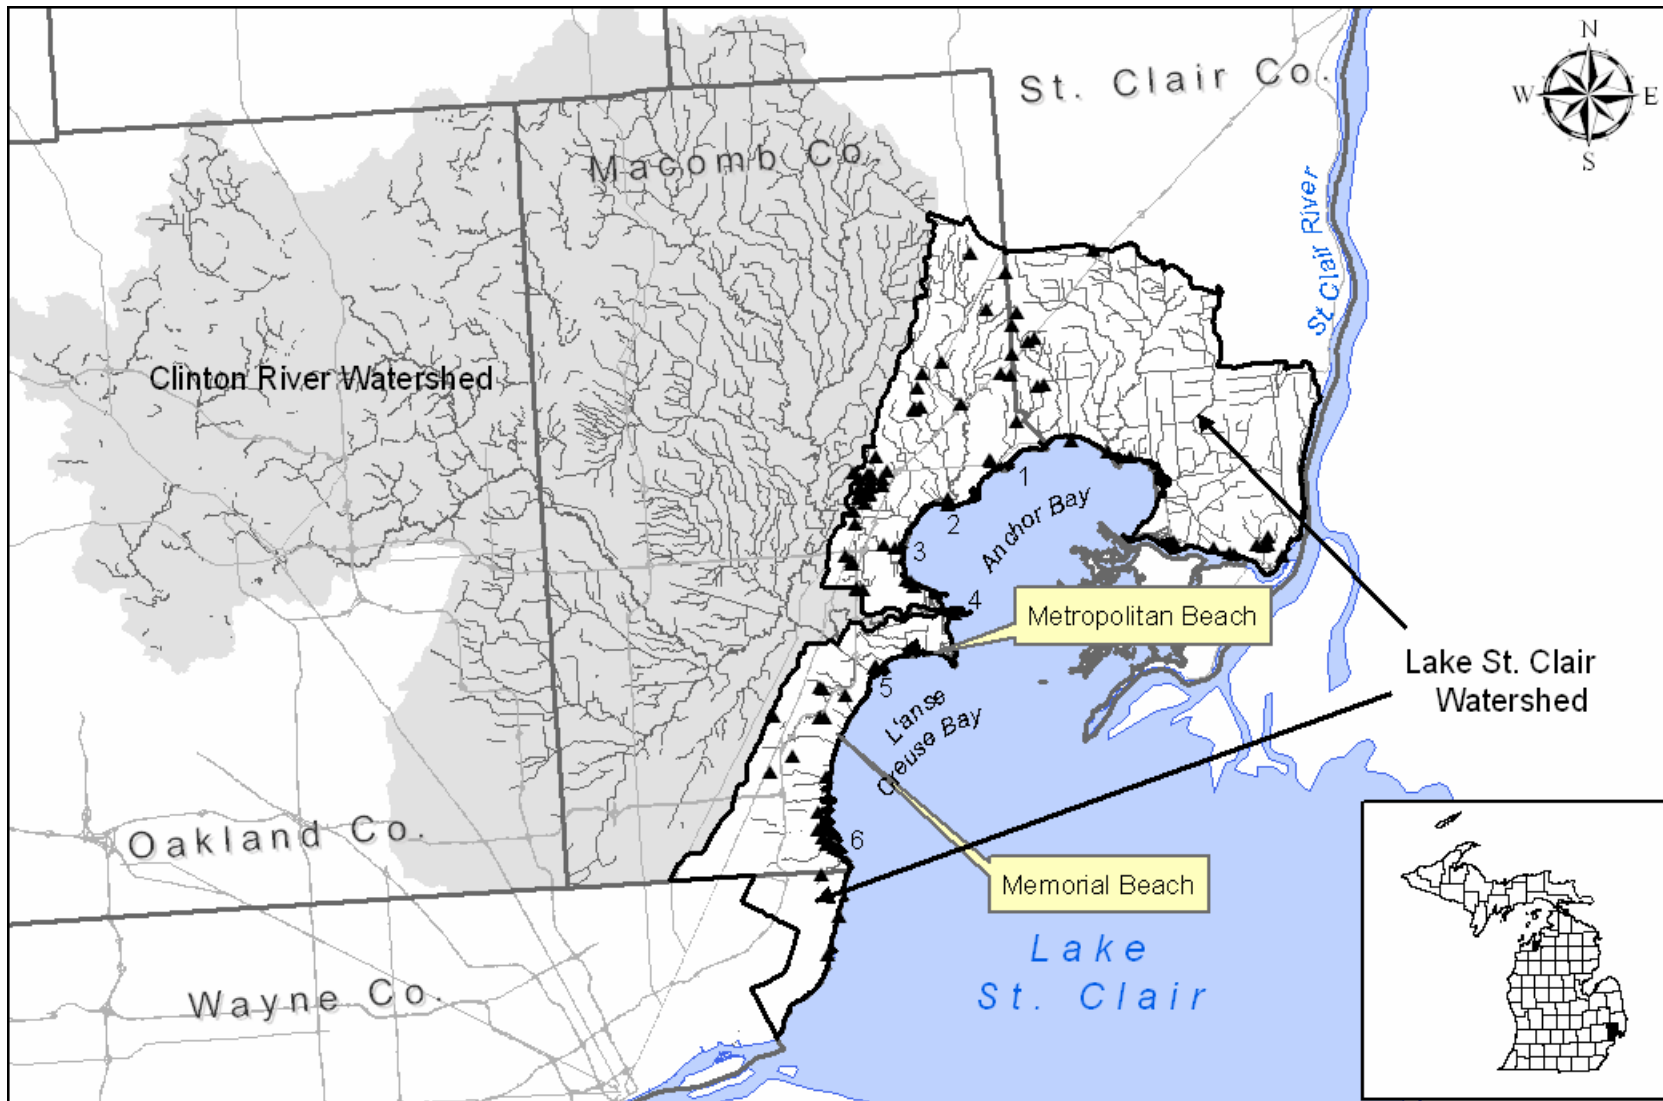 N
W E
S
St. Clair Co.
Macomb Co.
St. Clair River
Clinton River Watershed
1
Anchor Bay
2
3
4
Metropolitan Beach
Lake St. Clair
Watershed
5
L'anse
Creuse Bay
6
Oakland Co.
Memorial Beach
Lake
St. Clair
Wayne Co.